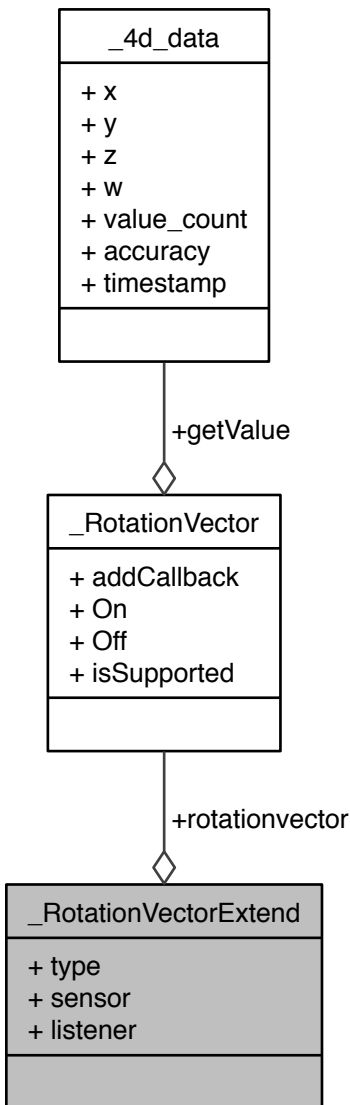 _4d_data
+ x
+ y
+ z
+ w
+ value_count
+ accuracy
+ timestamp
+getValue
_RotationVector
+ addCallback
+ On
+ Off
+ isSupported
+rotationvector
_RotationVectorExtend
+ type
+ sensor
+ listener